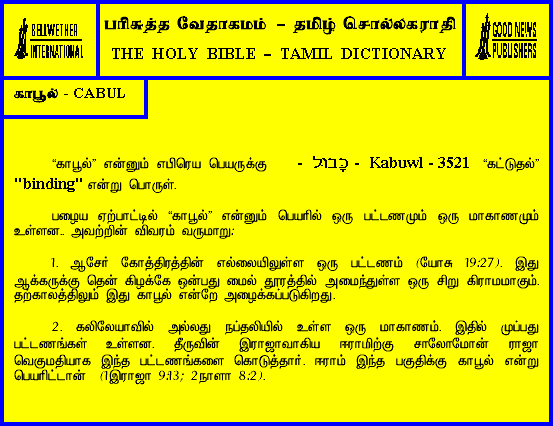 BELLWETHER
INTERNATIONAL
பரிசுத்த வேதாகமம் – தமிழ் சொல்லகராதி
THE HOLY BIBLE – TAMIL DICTIONARY
GOOD NEWS
PUBLISHERS
காபூல் - CABUL
“காபூல்” என்னும் எபிரெய பெயருக்கு - כָּבוּל - Kabuwl - 3521 “கட்டுதல்”
"binding" என்று பொருள்.
பழைய ஏற்பாட்டில் “காபூல்” என்னும் பெயரில் ஒரு பட்டணமும் ஒரு மாகாணமும்
உள்ளன.. அவற்றின் விவரம் வருமாறு:
1. ஆசேர் கோத்திரத்தின் எல்லையிலுள்ள ஒரு பட்டணம் (யோசு 19:27). இது
ஆக்கருக்கு தென் கிழக்கே ஒன்பது மைல் தூரத்தில் அமைந்துள்ள ஒரு சிறு கிராமமாகும்.
தற்காலத்திலும் இது காபூல் என்றே அழைக்கப்படுகிறது.
2. கலிலேயாவில் அல்லது நப்தலியில் உள்ள ஒரு மாகாணம். இதில் முப்பது
பட்டணங்கள் உள்ளன. தீருவின் இராஜாவாகிய ஈராமிற்கு சாலோமோன் ராஜா
வெகுமதியாக இந்த பட்டணங்களை கொடுத்தார். ஈராம் இந்த பகுதிக்கு காபூல் என்று
பெயரிட்டான் (1இராஜா 9:13; 2நாளா 8:2).